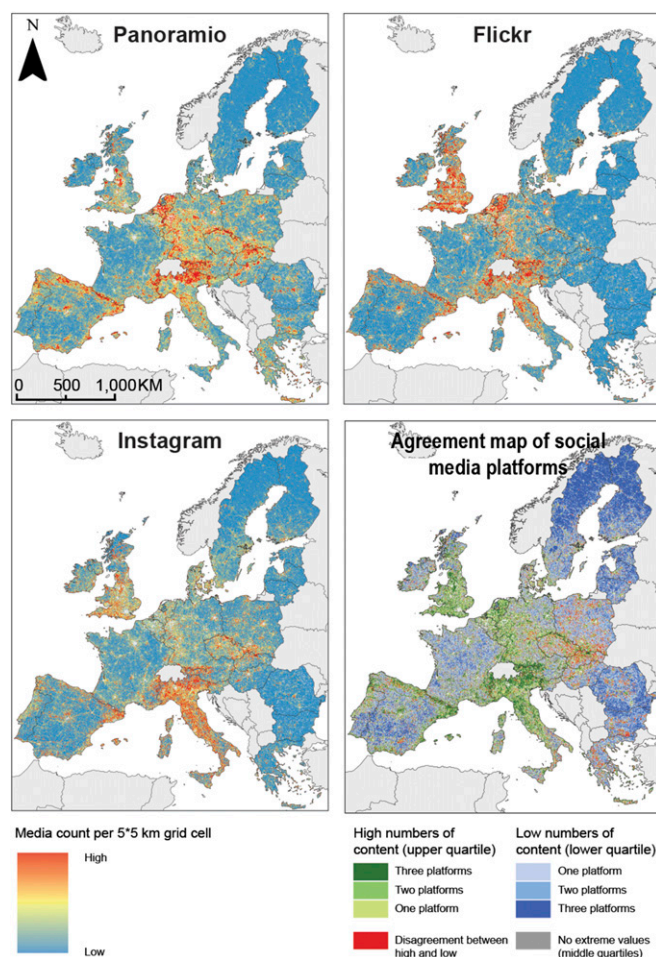 Panoramio
N
Flickr
0 500 1,000KM
Instagram
Agreement map of social
media platforms
Media count per 5*5 km grid cell
High
Low
High numbers of
content (upper quartile)
Three platforms
Two platforms
One platform
Disagreement between
high and low
Low numbers of
content (lower quartile)
One platform
Two platforms
Three platforms
No extreme values
(middle quartiles)